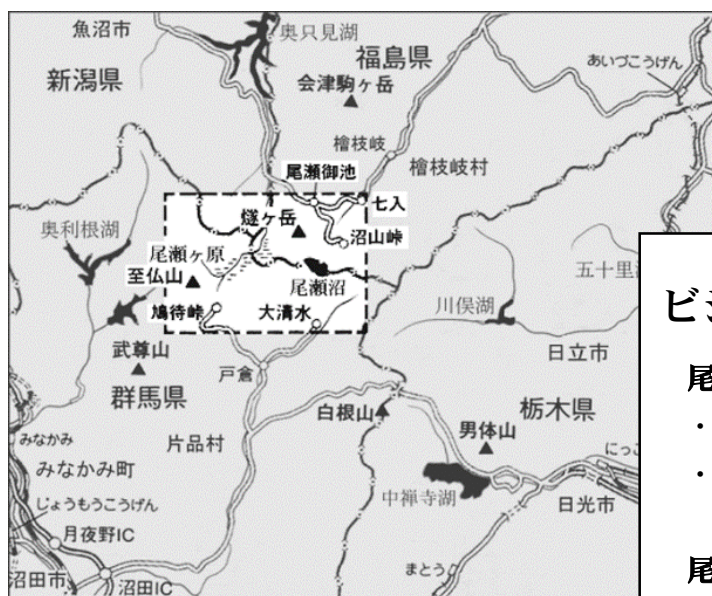 魚沼市
奥只見湖
福島県
新潟県
会津駒ヶ岳
あいづこうげん
檜枝岐
檜枝岐村
尾瀬御池
七入
燧ヶ岳
沼山峠
奥利根湖
尾瀬ヶ原
至仏山
尾瀬沼
五十里
川俣湖
鳩待峠
大清水
日立市
武尊山
戸倉
群馬県
白根山
栃木県
男体山
片品村
みなかみ
みなかみ町
にっこ
中禅寺湖
日光市
じょうもうこうげん
月夜野IC
まとう
沼田市
沼田IC
ビジ
尾
・
・
尾